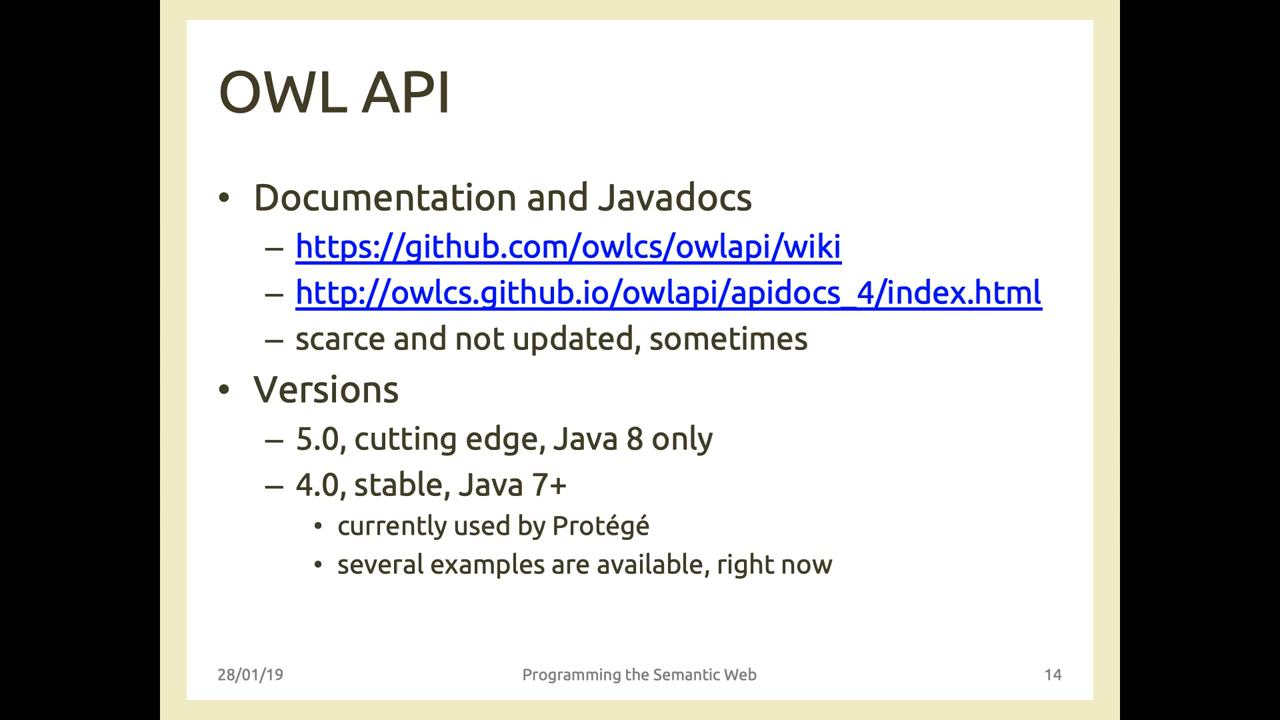 OWL API
• Documentation and Javadocs
– https://github.com/owlcs/owlapi/wiki
– http://owlcs.github.io/owlapi/apidocs_4/index.html
– scarce and not updated, sometimes
• Versions
– 5.0, cutting edge, Java 8 only
– 4.0, stable, Java 7+
• currently used by Protégé
• several examples are available, right now
28/01/19 Programming the Semantic Web 14